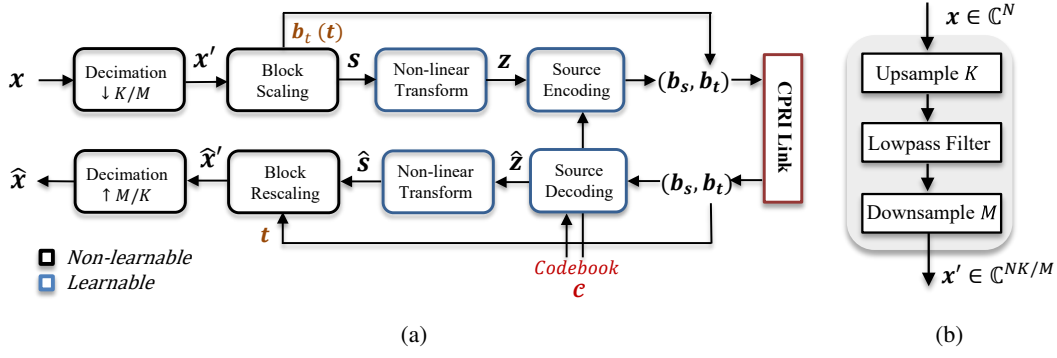 x
Decimation
↓ K/M
x′
Block
Scaling
b_t (t)
s
Non-linear
Transform
z
Source
Encoding
(b_s, b_t)
CPRI Link
x̂
Decimation
↑ M/K
x̂′
Block
Rescaling
ŝ
Non-linear
Transform
ẑ
Source
Decoding
(b_s, b_t)
t
Non-learnable
Learnable
Codebook
𝒞
(a)
x ∈ ℂ^N
Upsample K
Lowpass Filter
Downsample M
x′ ∈ ℂ^{NK/M}
(b)